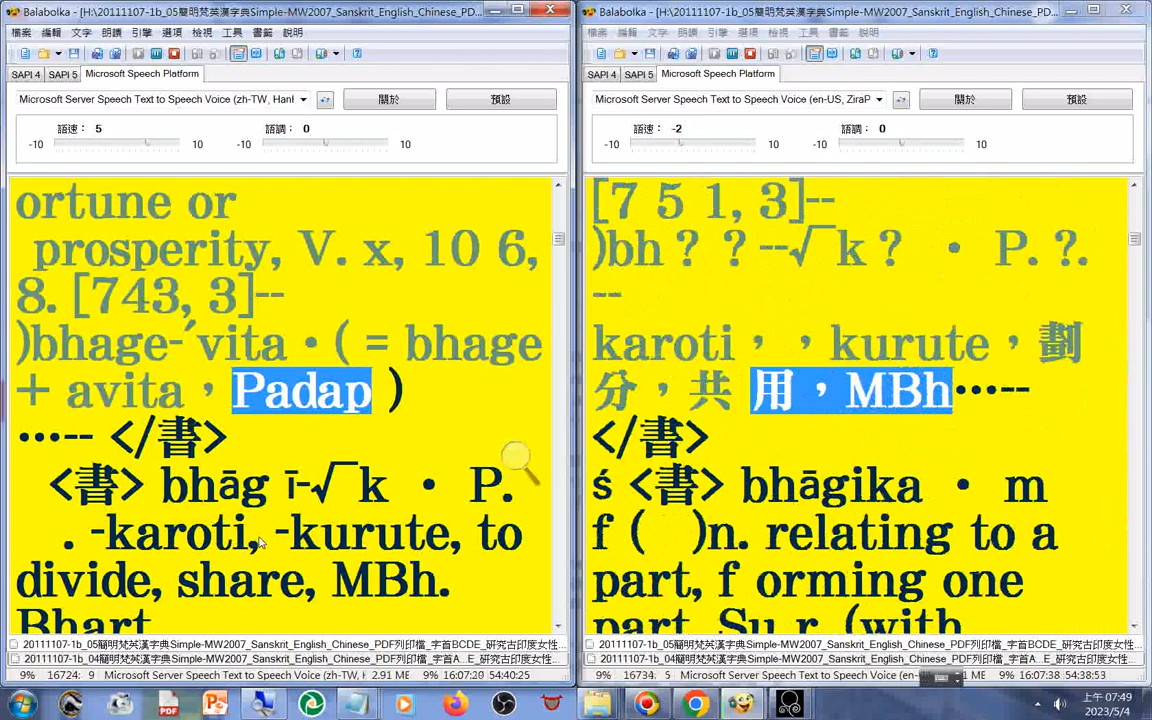 Balabolka - [H:\20111107-1b_05簡明梵英漢字典Simple-MW2007_Sanskrit_English_Chinese_PD...
檔案 編輯 文字 朗讀 引擎 選項 檢視 工具 書籤 說明
SAPI 4 SAPI 5 Microsoft Speech Platform
Microsoft Server Speech Text to Speech Voice (zh-TW, Hanl 關於 預設
語速： 5 語調： 0
-10 10 -10 10
ortune or
prosperity, V. x, 10 6,
8. [743, 3]--
)bhage-´vita•( = bhage
+ avita，Padap )
…-- </書>
<書> bhāg ī-√ k • P.
. -karoti, -kurute, to
divide, share, MBh.
Bhart
20111107-1b_05簡明梵英漢字典Simple-MW2007_Sanskrit_English_Chinese_PDF列印檔_字首BCDE_研究古印度女性...
20111107-1b_04簡明梵英漢字典Simple-MW2007_Sanskrit_English_Chinese_PDF列印檔_字首A...E_研究古印度女性...
9% 16724: 9 Microsoft Server Speech Text to Speech Voice (zh-TW, H 2.91 ME 9% 16:07:20 54:40:25
Balabolka - [H:\20111107-1b_05簡明梵英漢字典Simple-MW2007_Sanskrit_English_Chinese_PD...
檔案 編輯 文字 朗讀 引擎 選項 檢視 工具 書籤 說明
SAPI 4 SAPI 5 Microsoft Speech Platform
Microsoft Server Speech Text to Speech Voice (en-US, ZiraP 關於 預設
語速： -2 語調： 0
-10 10 -10 10
[7 5 1, 3]--
)bh ? ? --√ k ? • P. ?.
--
karoti，，kurute，劃
分，共 用，MBh…--
</書>
ś <書> bhāgika • m
f ( )n. relating to a
part, f orming one
part, Su r. (with
20111107-1b_05簡明梵英漢字典Simple-MW2007_Sanskrit_English_Chinese_PDF列印檔_字首BCDE_研究古印度女性...
20111107-1b_04簡明梵英漢字典Simple-MW2007_Sanskrit_English_Chinese_PDF列印檔_字首A...E_研究古印度女性...
9% 16734: 5 Microsoft Server Speech Text to Speech Voice (en-U 1 ME 9% 16:07:38 54:38:53
上午 07:49
2023/5/4